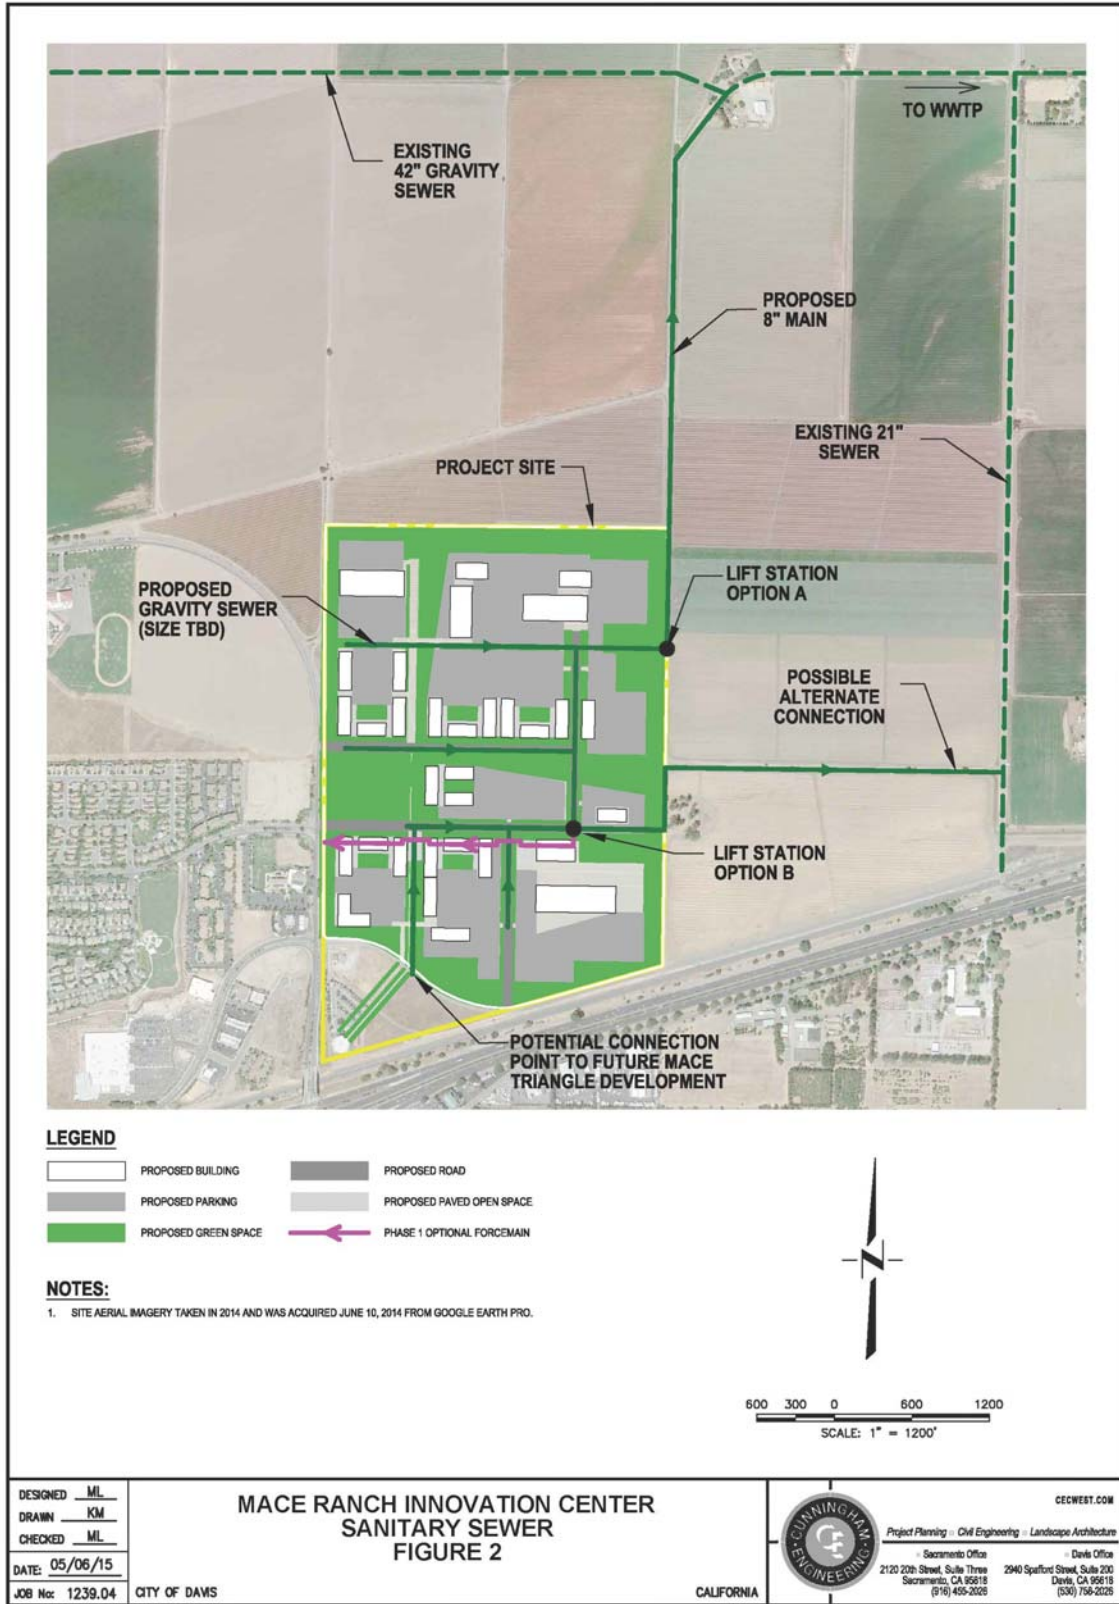 TO WWTP
EXISTING
42" GRAVITY
SEWER
PROPOSED
8" MAIN
EXISTING 21"
SEWER
PROJECT SITE
LIFT STATION
OPTION A
PROPOSED
GRAVITY SEWER
(SIZE TBD)
POSSIBLE
ALTERNATE
CONNECTION
LIFT STATION
OPTION B
POTENTIAL CONNECTION
POINT TO FUTURE MACE
TRIANGLE DEVELOPMENT
LEGEND
PROPOSED BUILDING
PROPOSED ROAD
PROPOSED PARKING
PROPOSED PAVED OPEN SPACE
PROPOSED GREEN SPACE
PHASE 1 OPTIONAL FORCEMAIN
NOTES:
1. SITE AERIAL IMAGERY TAKEN IN 2014 AND WAS ACQUIRED JUNE 10, 2014 FROM GOOGLE EARTH PRO.
N
600 300 0 600 1200
SCALE: 1" = 1200'
DESIGNED ML
DRAWN KM
CHECKED ML
DATE: 05/06/15
JOB No: 1239.04
MACE RANCH INNOVATION CENTER
SANITARY SEWER
FIGURE 2
CITY OF DAVIS
CALIFORNIA
CUNNINGHAM
ENGINEERING
CECWEST.COM
Project Planning Civil Engineering Landscape Architecture
Sacramento Office
2120 20th Street, Suite Three
Sacramento, CA 95818
(916) 455-2026
Davis Office
2940 Spafford Street, Suite 200
Davis, CA 95618
(530) 758-2026